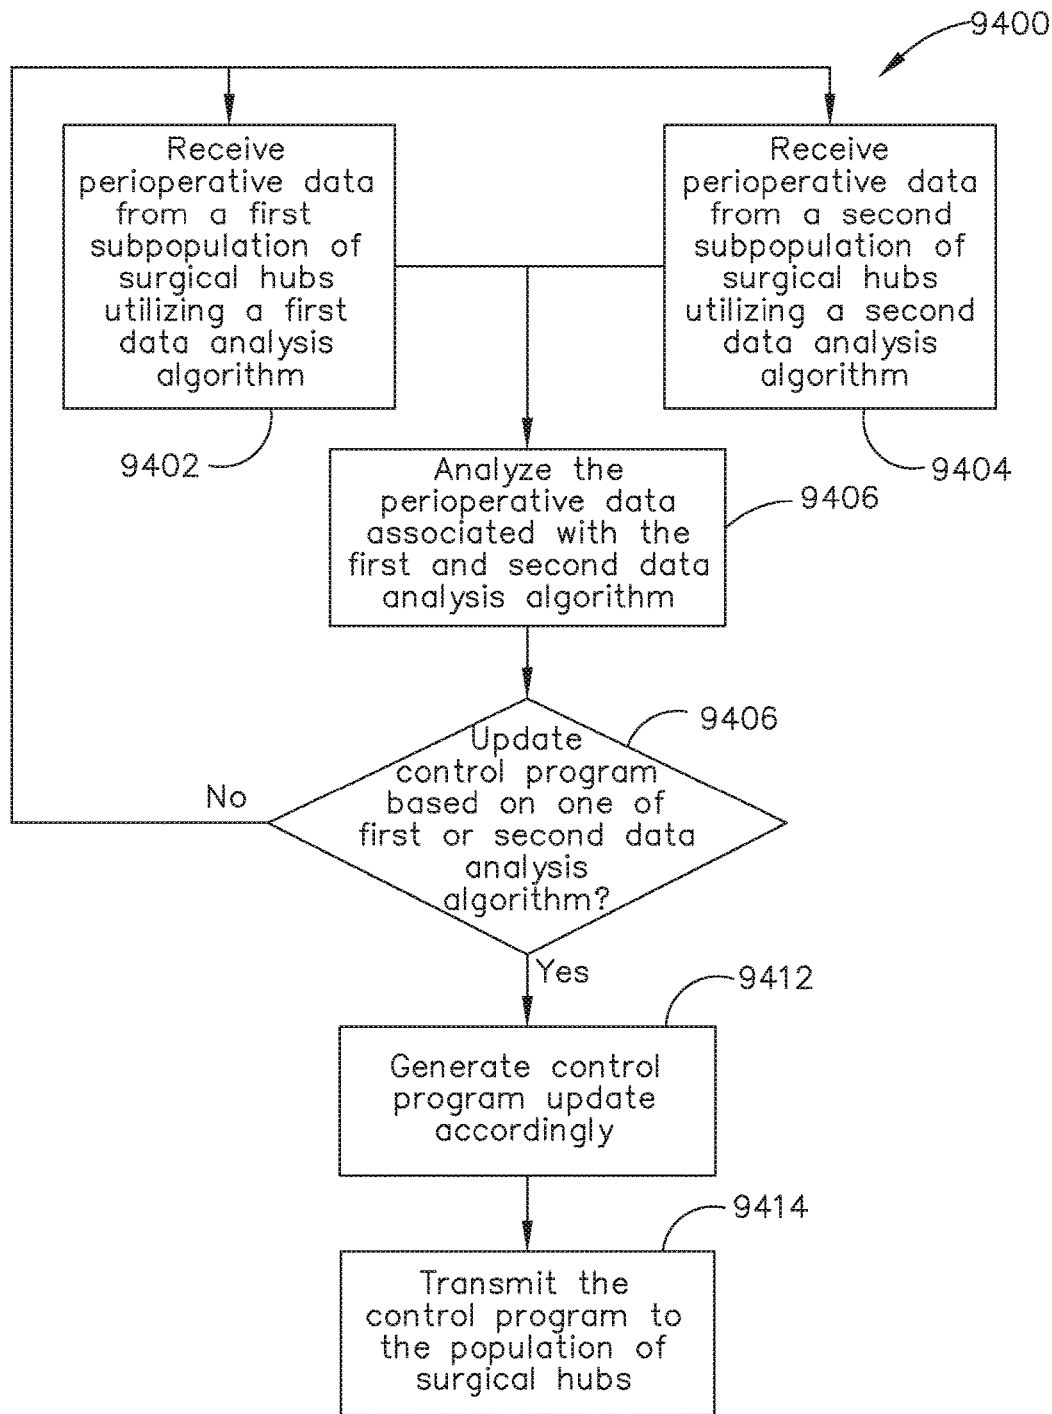 9400
Receive
perioperative data
from a first
subpopulation of
surgical hubs
utilizing a first
data analysis
algorithm
9402
Receive
perioperative data
from a second
subpopulation of
surgical hubs
utilizing a second
data analysis
algorithm
9404
Analyze the
perioperative data
associated with the
first and second data
analysis algorithm
9406
Update
control program
based on one of
first or second data
analysis
algorithm?
9406
No
Yes
9412
Generate control
program update
accordingly
9414
Transmit the
control program to
the population of
surgical hubs